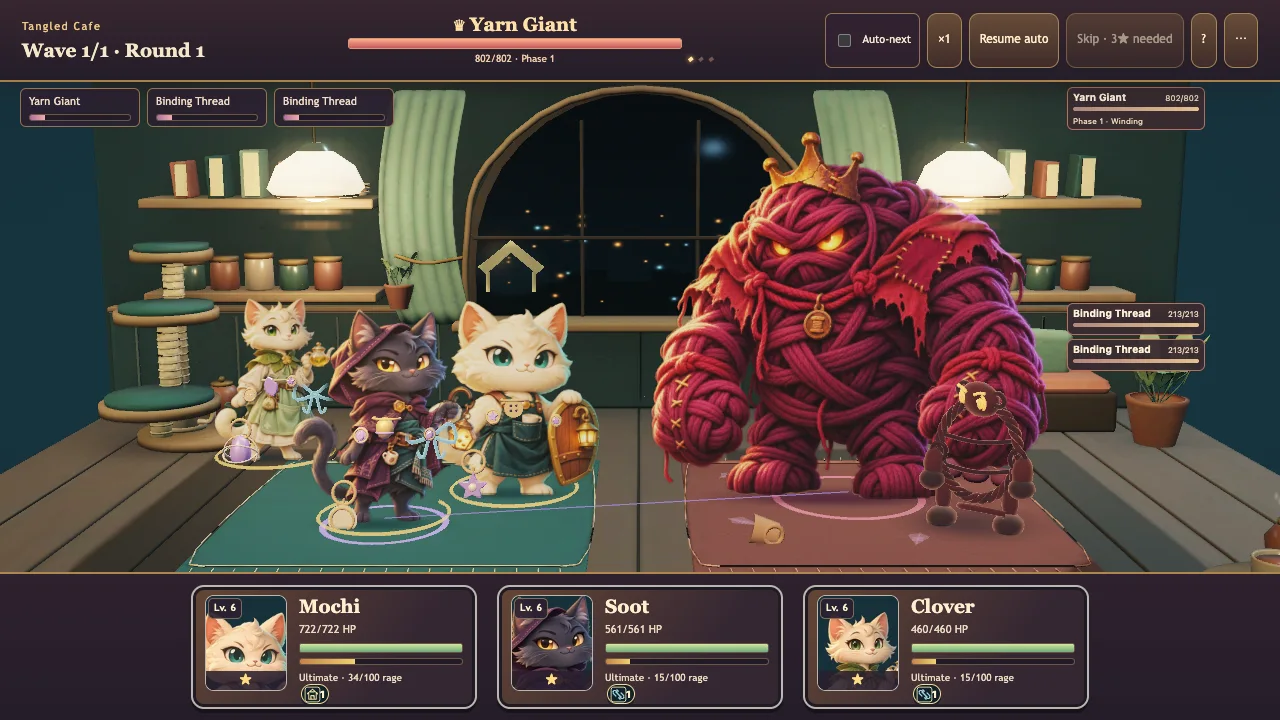 Tangled Cafe
Wave 1/1 · Round 1
♛ Yarn Giant
802/802 · Phase 1
Auto-next
×1
Resume auto
Skip · 3★ needed
?
...
Yarn Giant
Binding Thread
Binding Thread
Yarn Giant 802/802
Phase 1 · Winding
Binding Thread 213/213
Binding Thread 213/213
Lv. 6
Mochi
722/722 HP
Ultimate · 34/100 rage
1
Lv. 6
Soot
561/561 HP
Ultimate · 15/100 rage
1
Lv. 6
Clover
460/460 HP
Ultimate · 15/100 rage
1